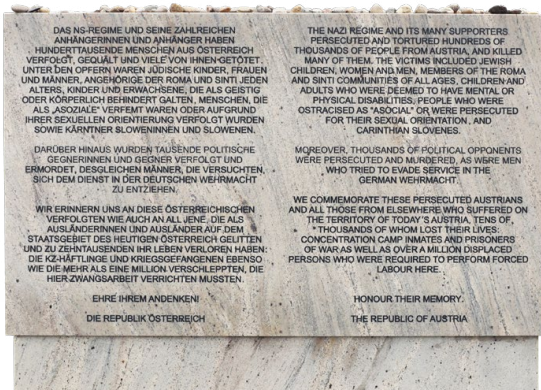 DAS NS-REGIME UND SEINE ZAHLREICHEN
ANHÄNGERINNEN UND ANHÄNGER HABEN
HUNDERTTAUSENDE MENSCHEN AUS ÖSTERREICH
VERFOLGT, GEQUÄLT UND VIELE VON IHNEN GETÖTET.
UNTER DEN OPFERN WAREN JÜDISCHE KINDER, FRAUEN
UND MÄNNER, ANGEHÖRIGE DER ROMA UND SINTI JEDEN
ALTERS, KINDER UND ERWACHSENE, DIE ALS GEISTIG
ODER KÖRPERLICH BEHINDERT GALTEN, MENSCHEN, DIE
ALS „ASOZIALE" VERFEMT WAREN ODER AUFGRUND
IHRER SEXUELLEN ORIENTIERUNG VERFOLGT WURDEN
SOWIE KÄRNTNER SLOWENINNEN UND SLOWENEN.
DARÜBER HINAUS WURDEN TAUSENDE POLITISCHE
GEGNERINNEN UND GEGNER VERFOLGT UND
ERMORDET, DESGLEICHEN MÄNNER, DIE VERSUCHTEN,
SICH DEM DIENST IN DER DEUTSCHEN WEHRMACHT
ZU ENTZIEHEN.
WIR ERINNERN UNS AN DIESE ÖSTERREICHISCHEN
VERFOLGTEN WIE AUCH AN ALL JENE, DIE ALS
AUSLÄNDERINNEN UND AUSLÄNDER AUF DEM
STAATSGEBIET DES HEUTIGEN ÖSTERREICH GELITTEN
UND ZU ZEHNTAUSENDEN IHR LEBEN VERLOREN HABEN:
DIE KZ-HÄFTLINGE UND KRIEGSGEFANGENEN EBENSO
WIE DIE MEHR ALS EINE MILLION VERSCHLEPPTEN, DIE
HIER ZWANGSARBEIT VERRICHTEN MUSSTEN.
EHRE IHREM ANDENKEN!
DIE REPUBLIK ÖSTERREICH
THE NAZI REGIME AND ITS MANY SUPPORTERS
PERSECUTED AND TORTURED HUNDREDS OF
THOUSANDS OF PEOPLE FROM AUSTRIA, AND KILLED
MANY OF THEM. THE VICTIMS INCLUDED JEWISH
CHILDREN, WOMEN AND MEN, MEMBERS OF THE ROMA
AND SINTI COMMUNITIES OF ALL AGES, CHILDREN AND
ADULTS WHO WERE DEEMED TO HAVE MENTAL OR
PHYSICAL DISABILITIES, PEOPLE WHO WERE
OSTRACISED AS "ASOCIAL" OR WERE PERSECUTED
FOR THEIR SEXUAL ORIENTATION, AND
CARINTHIAN SLOVENES.
MOREOVER, THOUSANDS OF POLITICAL OPPONENTS
WERE PERSECUTED AND MURDERED, AS WERE MEN
WHO TRIED TO EVADE SERVICE IN THE
GERMAN WEHRMACHT.
WE COMMEMORATE THESE PERSECUTED AUSTRIANS
AND ALL THOSE FROM ELSEWHERE WHO SUFFERED ON
THE TERRITORY OF TODAY'S AUSTRIA, TENS OF
THOUSANDS OF WHOM LOST THEIR LIVES:
CONCENTRATION CAMP INMATES AND PRISONERS
OF WAR AS WELL AS OVER A MILLION DISPLACED
PERSONS WHO WERE REQUIRED TO PERFORM FORCED
LABOUR HERE.
HONOUR THEIR MEMORY.
THE REPUBLIC OF AUSTRIA